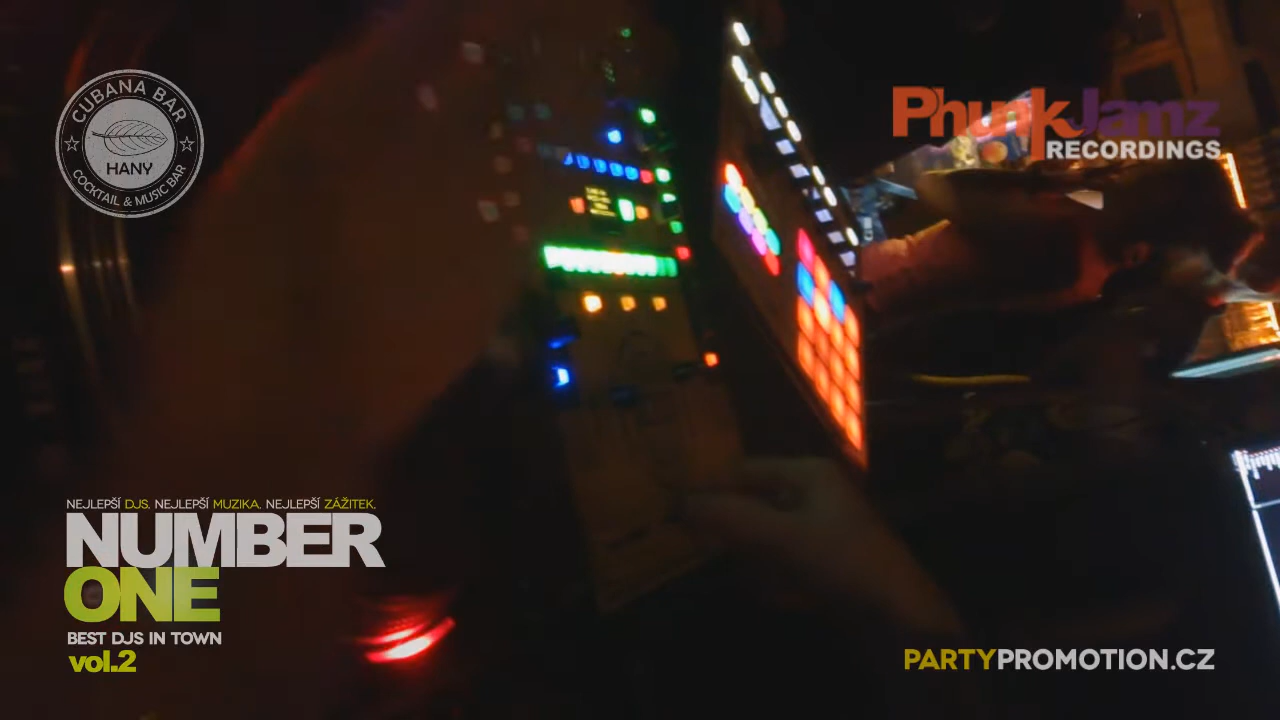 CUBANA BAR
HANY
COCKTAIL & MUSIC BAR
PhunkJamz
RECORDINGS
NEJLEPŠÍ DJS. NEJLEPŠÍ MUZIKA. NEJLEPŠÍ ZÁŽITEK.
NUMBER
ONE
BEST DJS IN TOWN
vol.2
PARTYPROMOTION.CZ